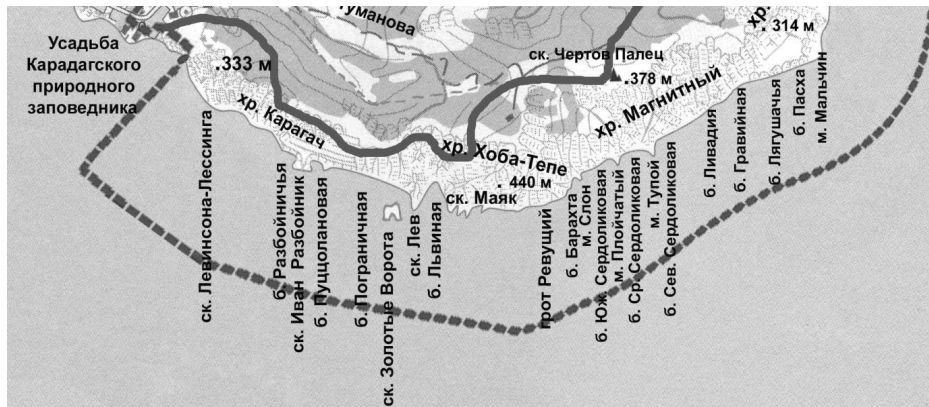 Туманова
хр.
314 м
Усадьба
Карадагского
природного
заповедника
ск. Чертов Палец
.333 м
.378 м
хр. Магнитный
хр. Карагач
хр. Хоба-Тепе
440 м
ск. Маяк
ск. Левинсона-Лессинга
б. Разбойничья
ск. Иван Разбойник
б. Пуццолановая
б. Пограничная
ск. Золотые Ворота
ск. Лев
б. Львиная
грот Ревущий
б. Барахта
м. Слон
б. Юж. Сердоликовая
м. Плойчатый
б. Ср. Сердоликовая
м. Тупой
б. Сев. Сердоликовая
б. Ливадия
б. Гравийная
б. Лягушачья
б. Пасха
м. Мальчин